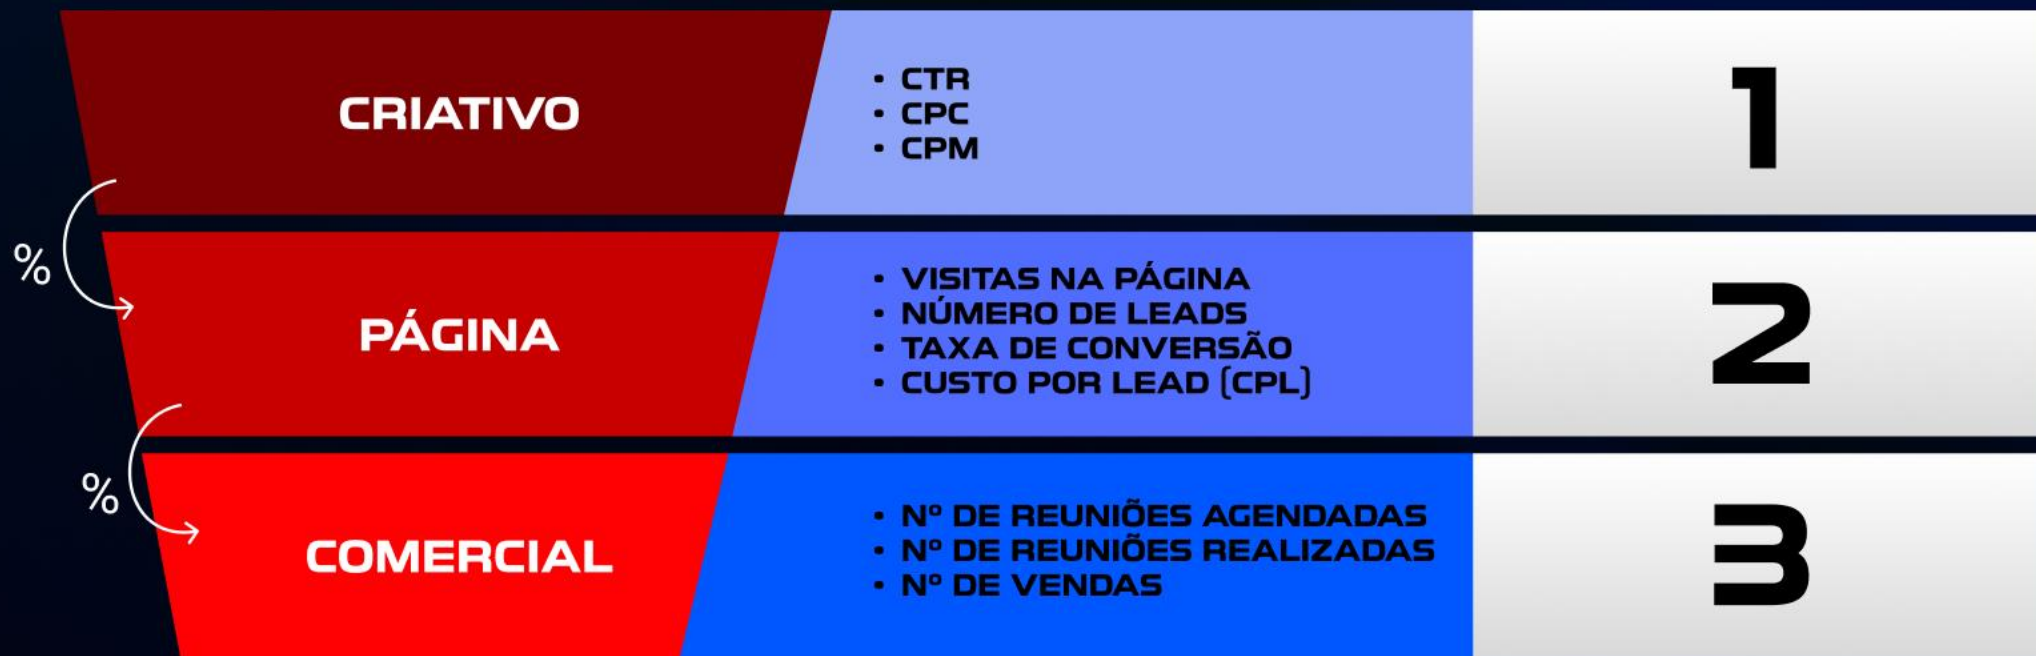 CRIATIVO
• CTR
• CPC
• CPM
1
%
PÁGINA
• VISITAS NA PÁGINA
• NÚMERO DE LEADS
• TAXA DE CONVERSÃO
• CUSTO POR LEAD (CPL)
2
%
COMERCIAL
• Nº DE REUNIÕES AGENDADAS
• Nº DE REUNIÕES REALIZADAS
• Nº DE VENDAS
3